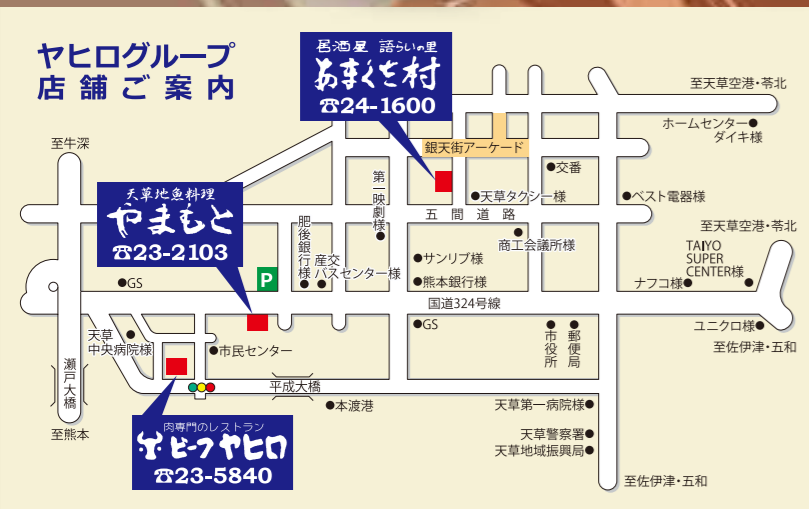 ヤヒログループ
店舗ご案内
居酒屋 語らいの里
あまくさ村
☎24-1600
至天草空港・苓北
ホームセンター
ダイキ様
至牛深
銀天街アーケード
交番
第一映劇様
天草タクシー様
ベスト電器様
天草地魚料理
やまもと
☎23-2103
五間道路
肥後銀行様
産交
バスセンター様
サンリブ様
商工会議所様
至天草空港・苓北
TAIYO
SUPER
CENTER様
GS
P
熊本銀行様
ナフコ様
国道324号線
天草
中央病院様
市民センター
GS
市役所
郵便局
ユニクロ様
至佐伊津・五和
瀬戸大橋
平成大橋
本渡港
天草第一病院様
至熊本
肉専門のレストラン
ビーフヤヒロ
☎23-5840
天草警察署
天草地域振興局
至佐伊津・五和